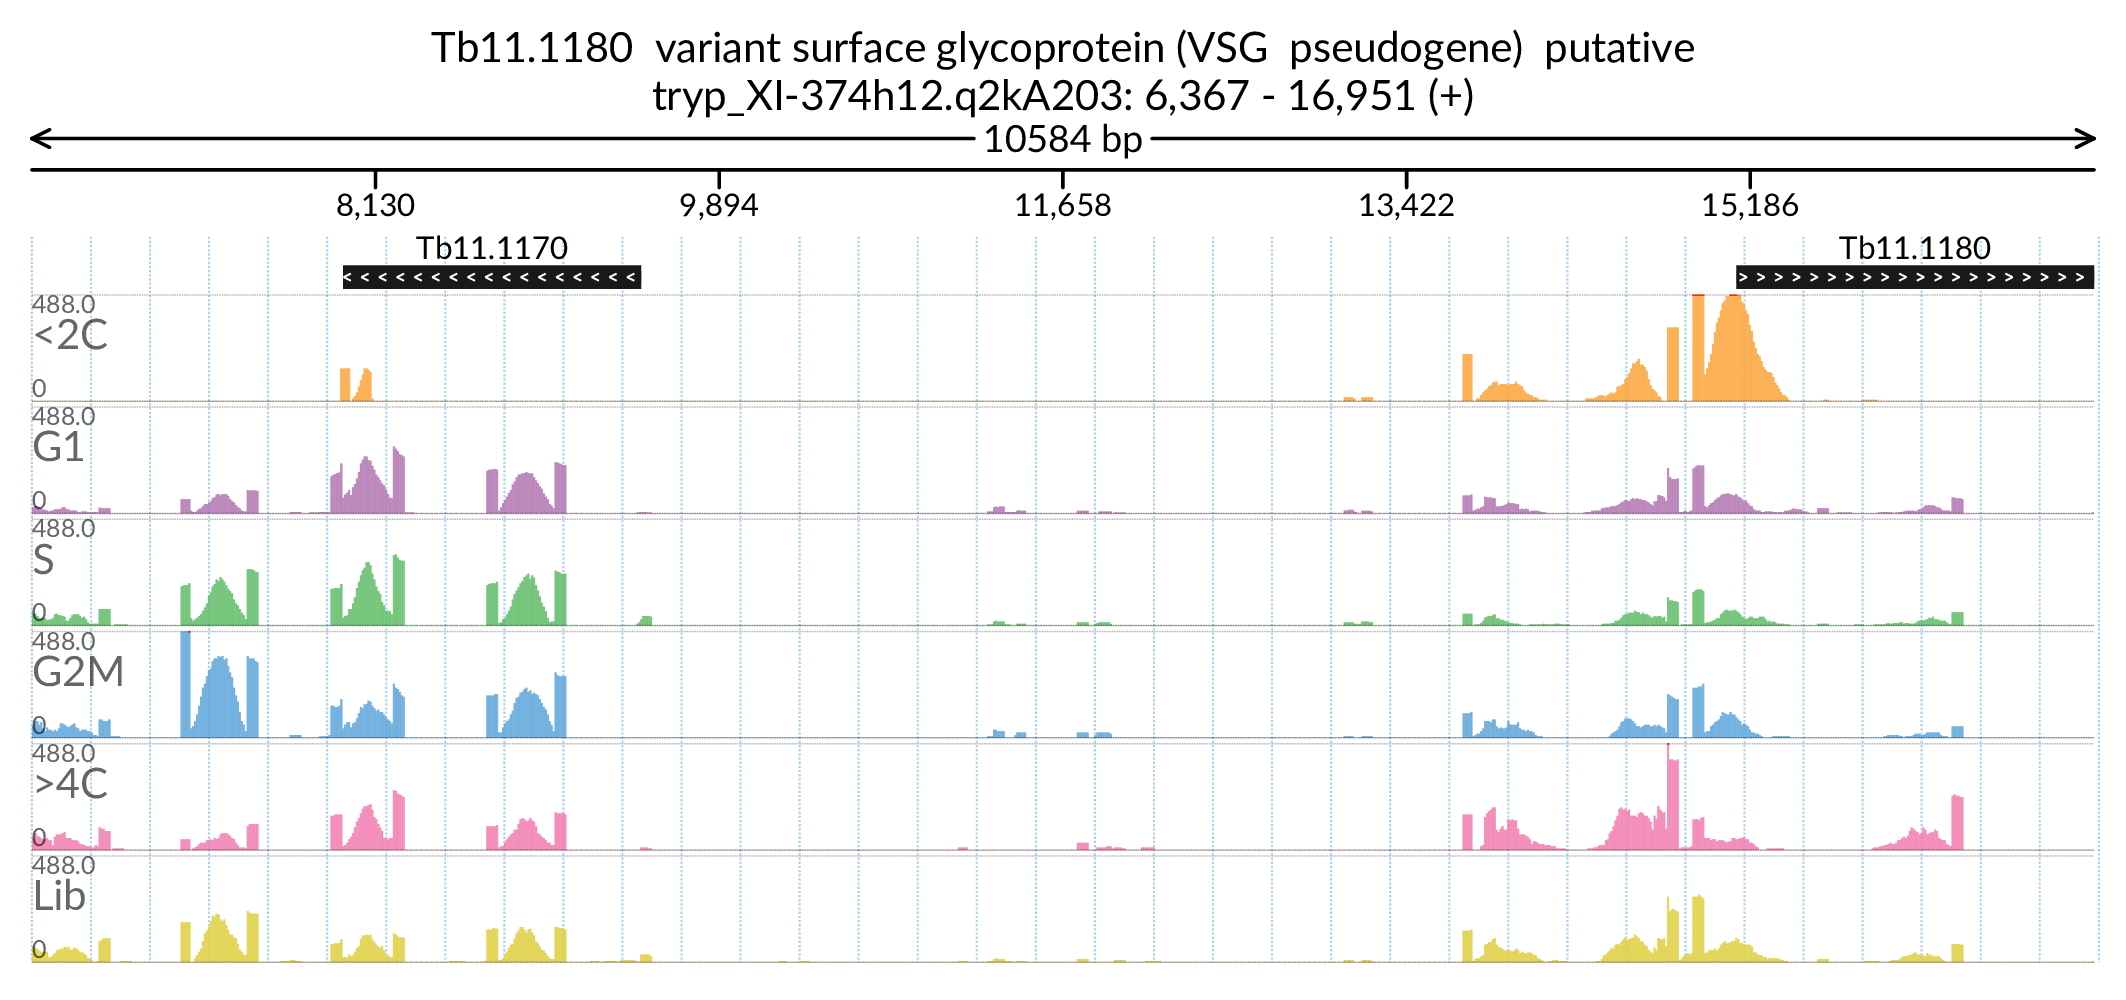 Tb11.1180  variant surface glycoprotein (VSG  pseudogene)  putative
tryp_XI-374h12.q2kA203: 6,367 - 16,951 (+)
10584 bp
8,130 9,894 11,658 13,422 15,186
Tb11.1170 Tb11.1180
< < < < < < < < < < < < < < < < < > > > > > > > > > > > > > > > > > > > >
488.0
<2C
0
488.0
G1
0
488.0
S
0
488.0
G2M
0
488.0
>4C
0
488.0
Lib
0